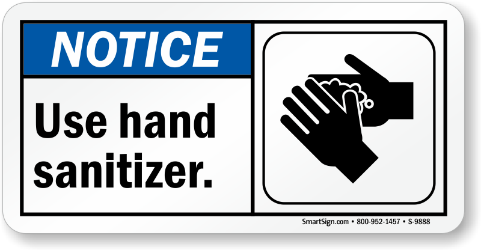 NOTICE
Use hand
sanitizer.
SmartSign.com • 800-952-1457 • S-9888